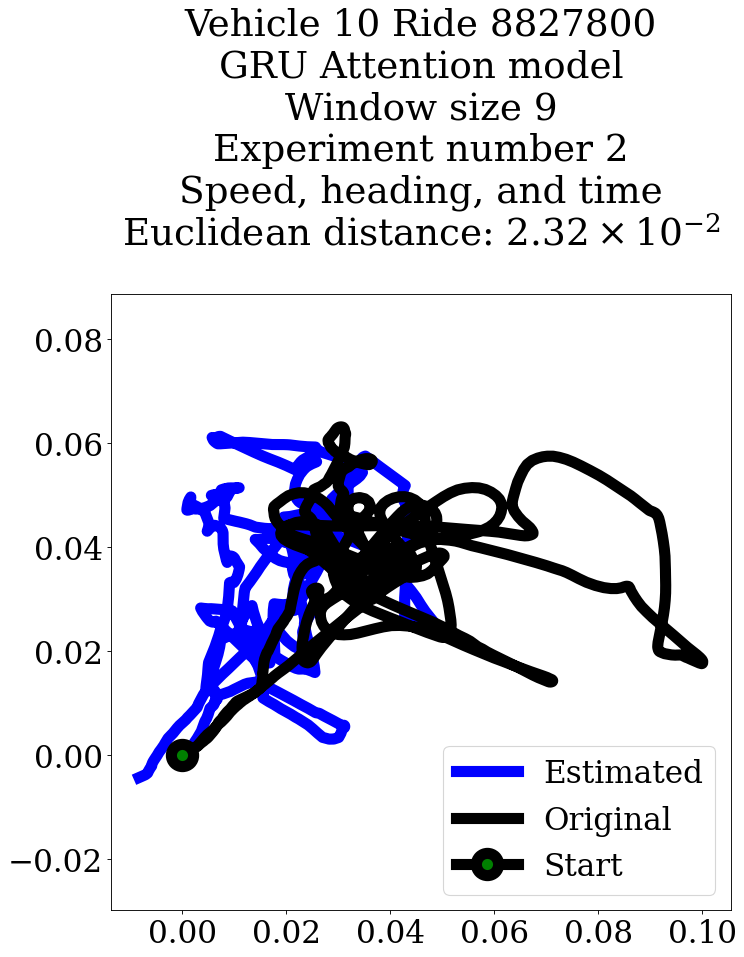 Vehicle 10 Ride 8827800
GRU Attention model
Window size 9
Experiment number 2
Speed, heading, and time
Euclidean distance: 2.32 × 10⁻²
0.08
0.06
0.04
0.02
0.00
−0.02
Estimated
Original
Start
0.00 0.02 0.04 0.06 0.08 0.10